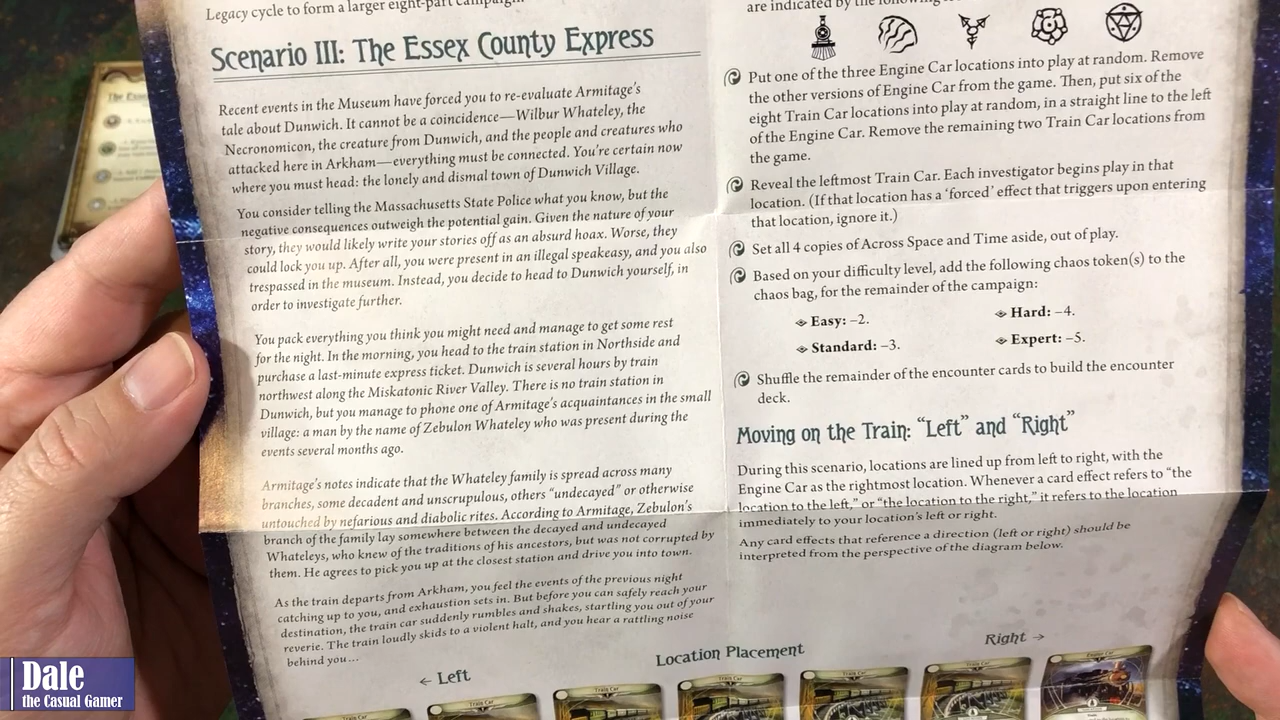 Legacy cycle to form a larger eight-part campaign.
Scenario III: The Essex County Express
Recent events in the Museum have forced you to re-evaluate Armitage's
tale about Dunwich. It cannot be a coincidence—Wilbur Whateley, the
Necronomicon, the creature from Dunwich, and the people and creatures who
attacked here in Arkham—everything must be connected. You're certain now
where you must head: the lonely and dismal town of Dunwich Village.
You consider telling the Massachusetts State Police what you know, but the
negative consequences outweigh the potential gain. Given the nature of your
story, they would likely write your stories off as an absurd hoax. Worse, they
could lock you up. After all, you were present in an illegal speakeasy, and you also
trespassed in the museum. Instead, you decide to head to Dunwich yourself, in
order to investigate further.
You pack everything you think you might need and manage to get some rest
for the night. In the morning, you head to the train station in Northside and
purchase a last-minute express ticket. Dunwich is several hours by train
northwest along the Miskatonic River Valley. There is no train station in
Dunwich, but you manage to phone one of Armitage's acquaintances in the small
village: a man by the name of Zebulon Whateley who was present during the
events several months ago.
Armitage's notes indicate that the Whateley family is spread across many
branches, some decadent and unscrupulous, others "undecayed" or otherwise
untouched by nefarious and diabolic rites. According to Armitage, Zebulon's
branch of the family lay somewhere between the decayed and undecayed
Whateleys, who knew of the traditions of his ancestors, but was not corrupted by
them. He agrees to pick you up at the closest station and drive you into town.
As the train departs from Arkham, you feel the events of the previous night
catching up to you, and exhaustion sets in. But before you can safely reach your
destination, the train car suddenly rumbles and shakes, startling you out of your
reverie. The train loudly skids to a violent halt, and you hear a rattling noise
behind you…
are indicated by the following
Put one of the three Engine Car locations into play at random. Remove
the other versions of Engine Car from the game. Then, put six of the
eight Train Car locations into play at random, in a straight line to the left
of the Engine Car. Remove the remaining two Train Car locations from
the game.
Reveal the leftmost Train Car. Each investigator begins play in that
location. (If that location has a 'forced' effect that triggers upon entering
that location, ignore it.)
Set all 4 copies of Across Space and Time aside, out of play.
Based on your difficulty level, add the following chaos token(s) to the
chaos bag, for the remainder of the campaign:
Easy: –2. Hard: –4.
Standard: –3. Expert: –5.
Shuffle the remainder of the encounter cards to build the encounter
deck.
Moving on the Train: "Left" and "Right"
During this scenario, locations are lined up from left to right, with the
Engine Car as the rightmost location. Whenever a card effect refers to "the
location to the left," or "the location to the right," it refers to the location
immediately to your location's left or right.
Any card effects that reference a direction (left or right) should be
interpreted from the perspective of the diagram below.
← Left Location Placement Right →
Train Car Train Car Train Car Train Car Train Car Engine Car
Dale
the Casual Gamer